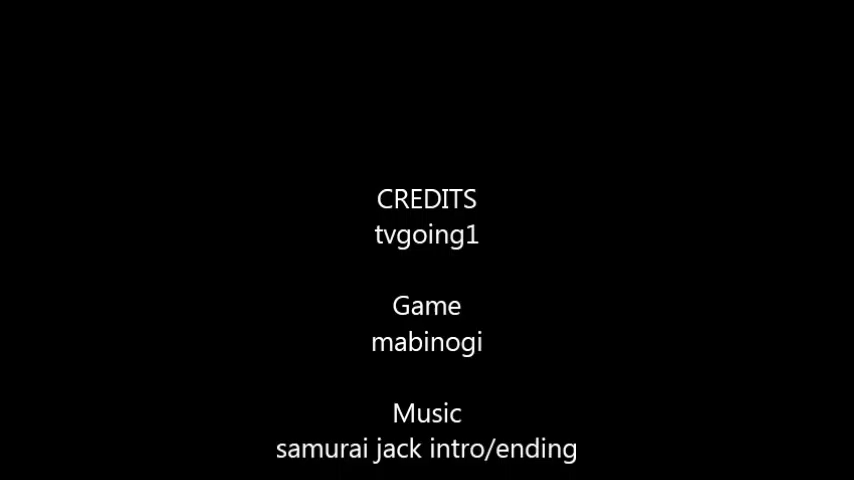 CREDITS
tvgoing1
Game
mabinogi
Music
samurai jack intro/ending